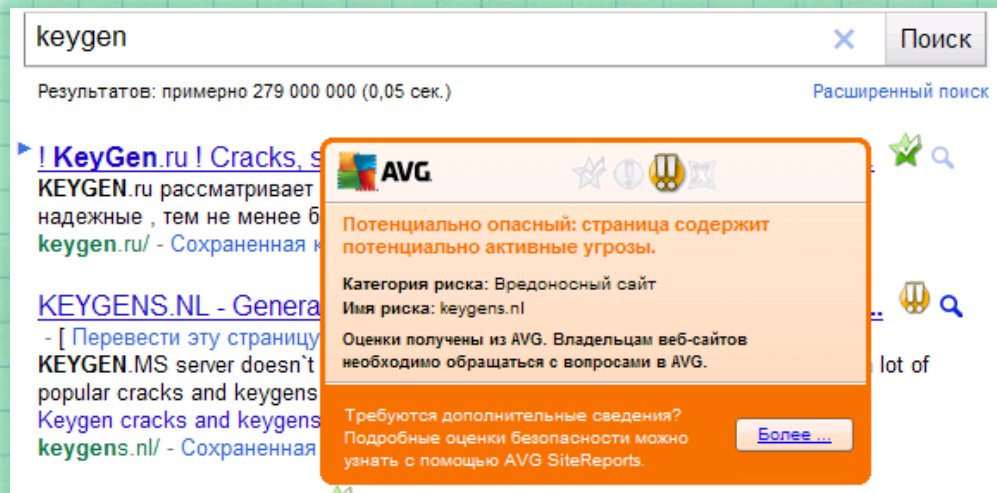 keygen
Поиск
Результатов: примерно 279 000 000 (0,05 сек.)
Расширенный поиск
! KeyGen.ru ! Cracks, s
KEYGEN.ru рассматривает
надежные , тем не менее б
keygen.ru/ - Сохраненная к
AVG
Потенциально опасный: страница содержит
потенциально активные угрозы.
Категория риска: Вредоносный сайт
Имя риска: keygens.nl
Оценки получены из AVG. Владельцам веб-сайтов
необходимо обращаться с вопросами в AVG.
Требуются дополнительные сведения?
Подробные оценки безопасности можно
узнать с помощью AVG SiteReports.
Более ...
KEYGENS.NL - Genera ...
- [ Перевести эту страницу
KEYGEN.MS server doesn`t lot of
popular cracks and keygens
Keygen cracks and keygens
keygens.nl/ - Сохраненная